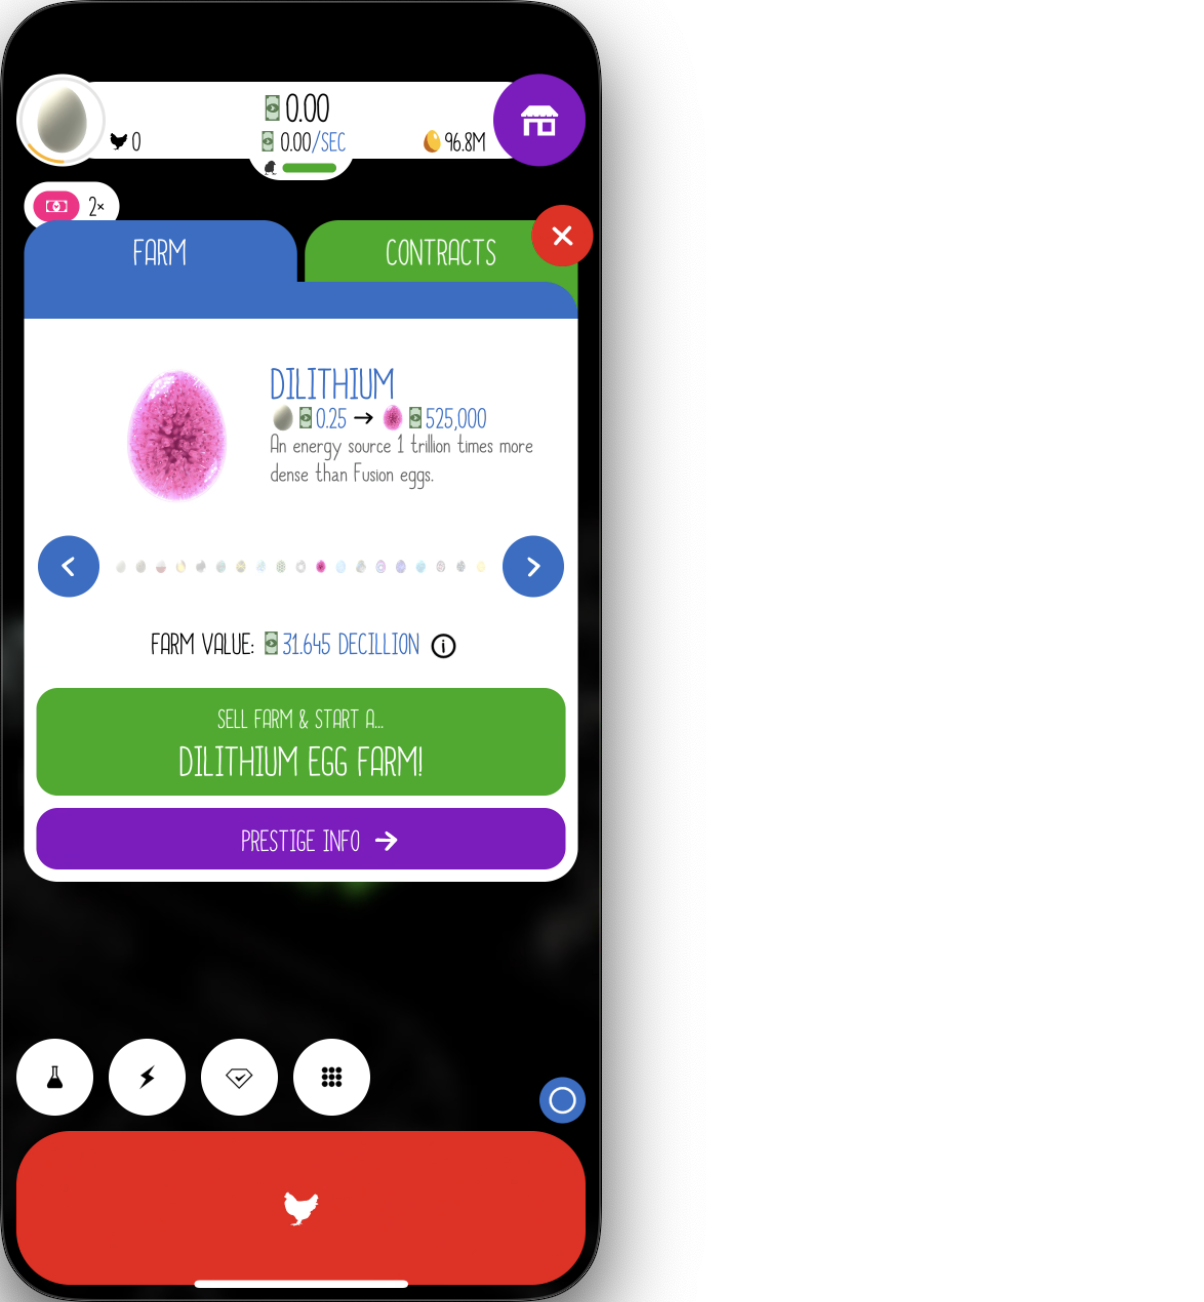 0.00
0
0.00/SEC
96.8M
2×
FARM
CONTRACTS
DILITHIUM
0.25 → 525,000
An energy source 1 trillion times more
dense than Fusion eggs.
FARM VALUE: 31.645 DECILLION
SELL FARM & START A...
DILITHIUM EGG FARM!
PRESTIGE INFO →